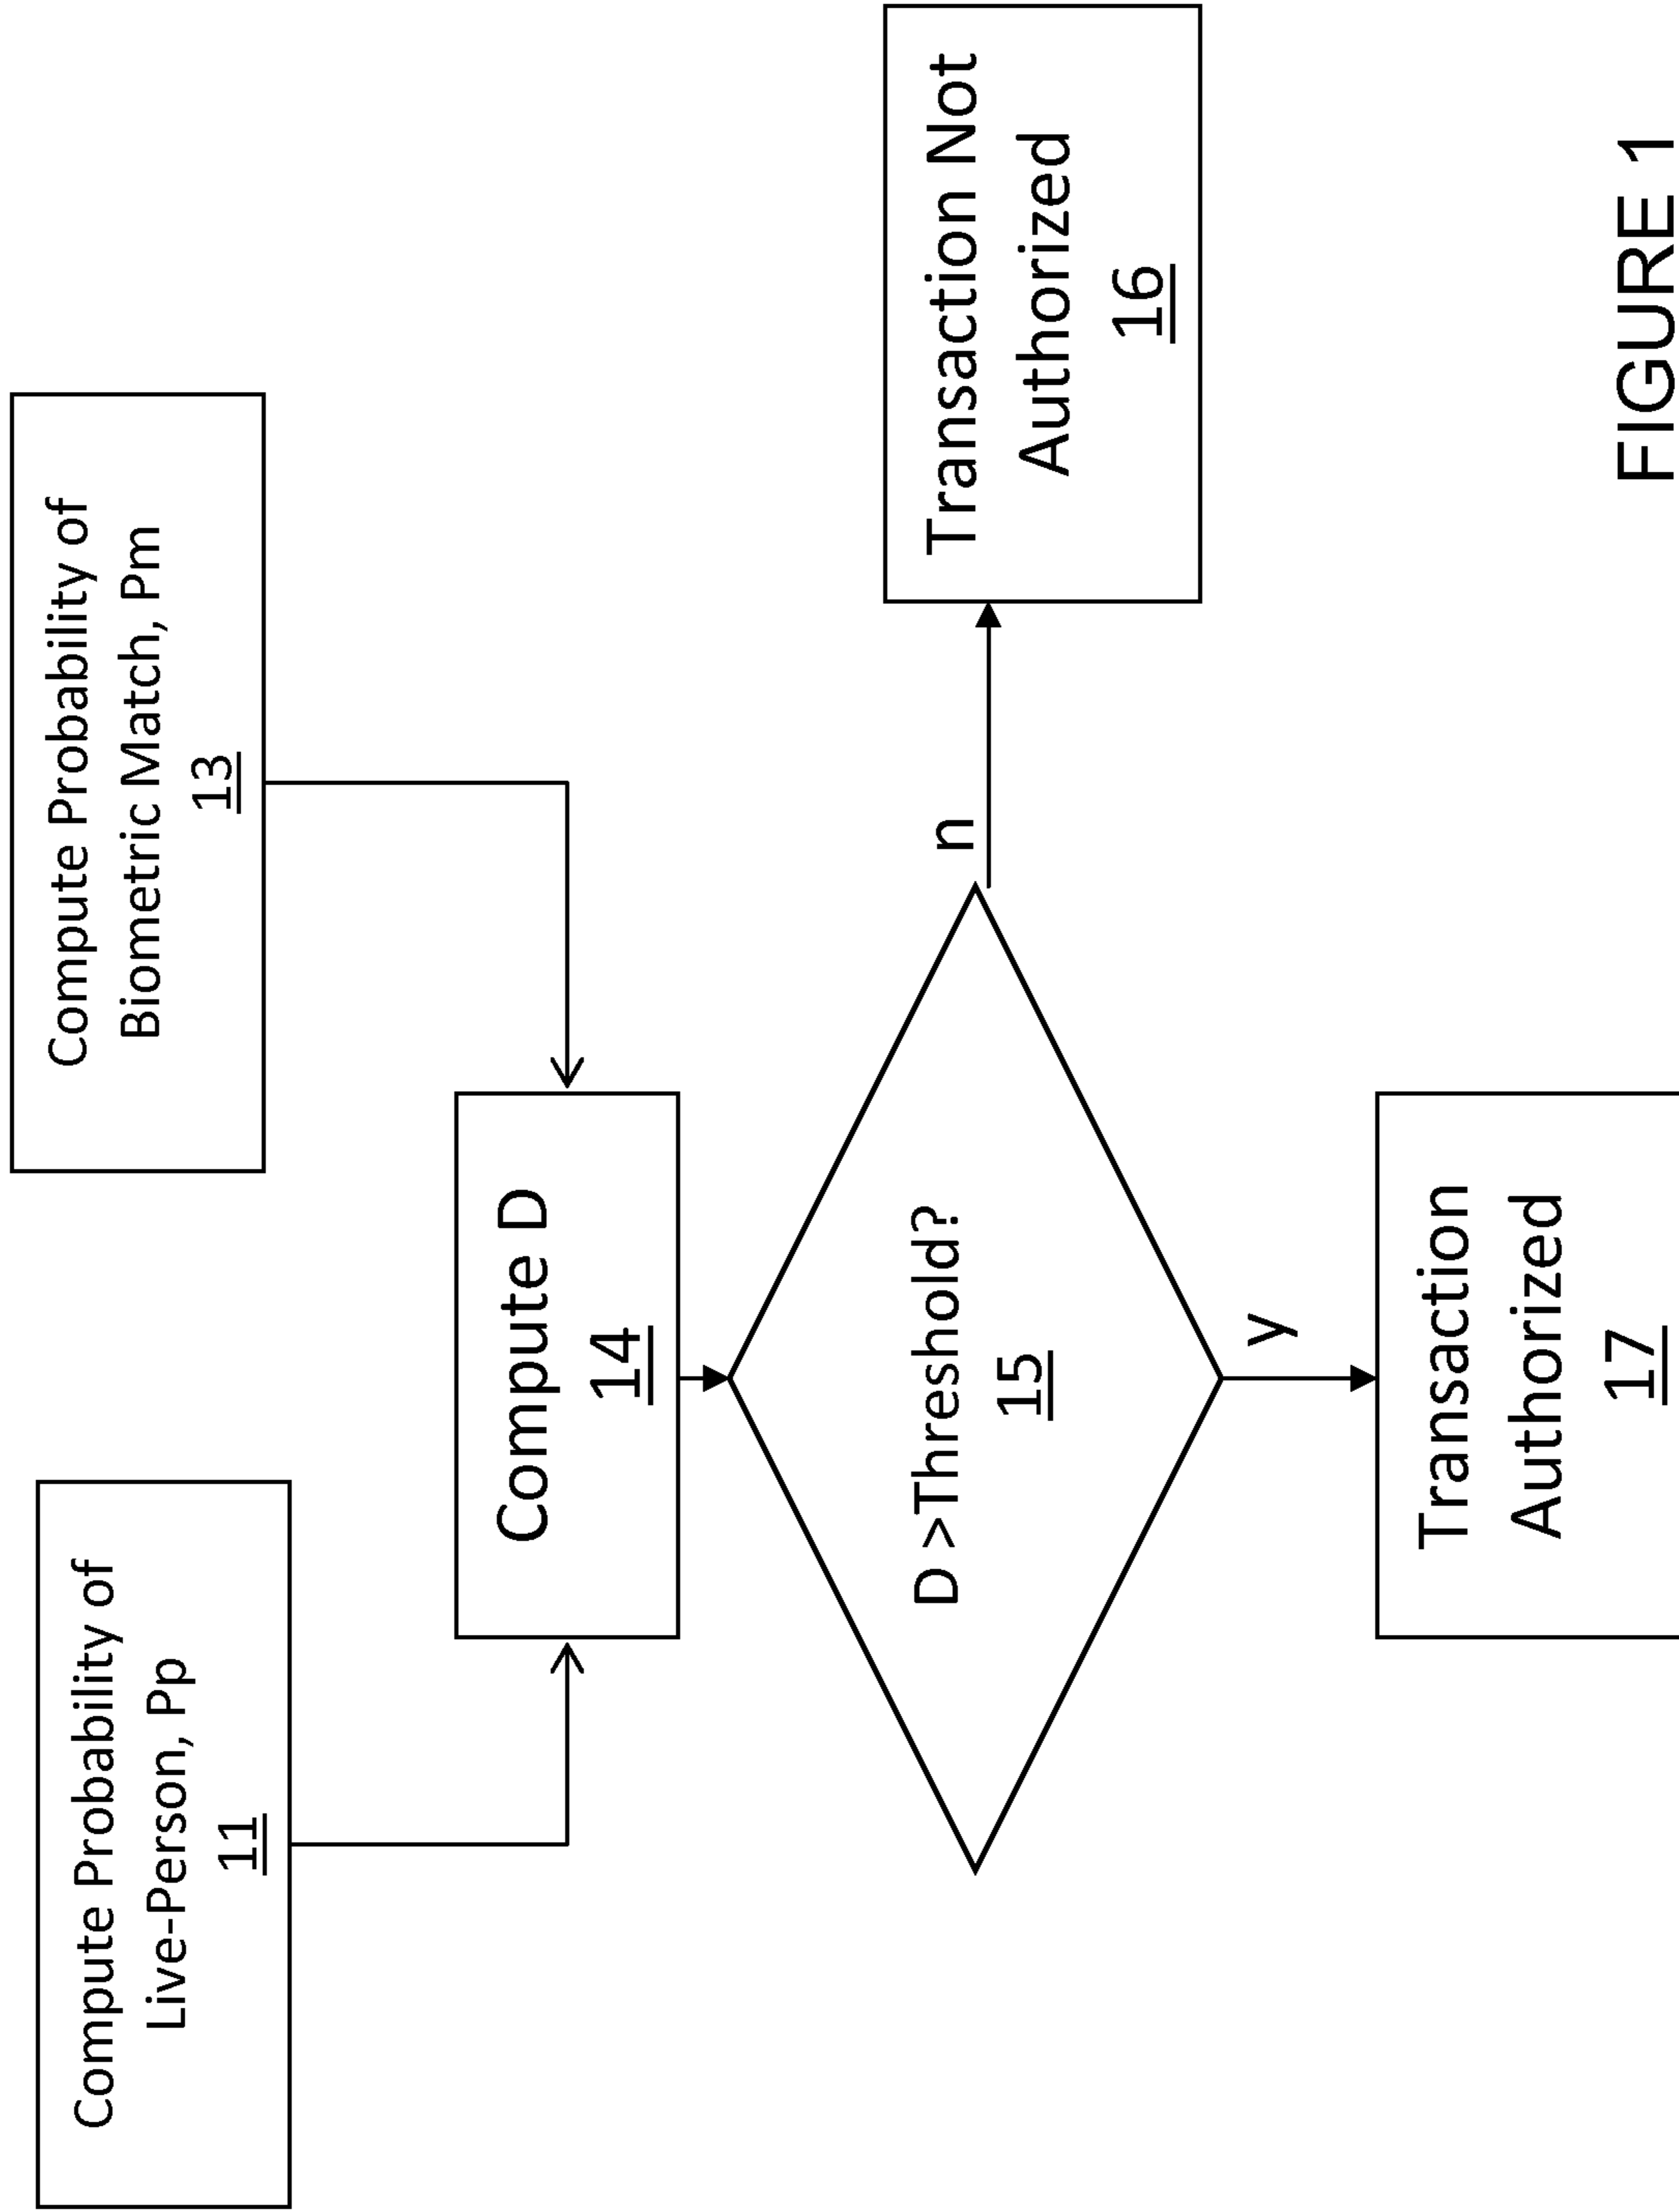 Compute Probability of
Live-Person, Pp
11
Compute Probability of
Biometric Match, Pm
13
Compute D
14
D >Threshold?
15
n
Transaction Not
Authorized
16
y
Transaction
Authorized
17
FIGURE 1